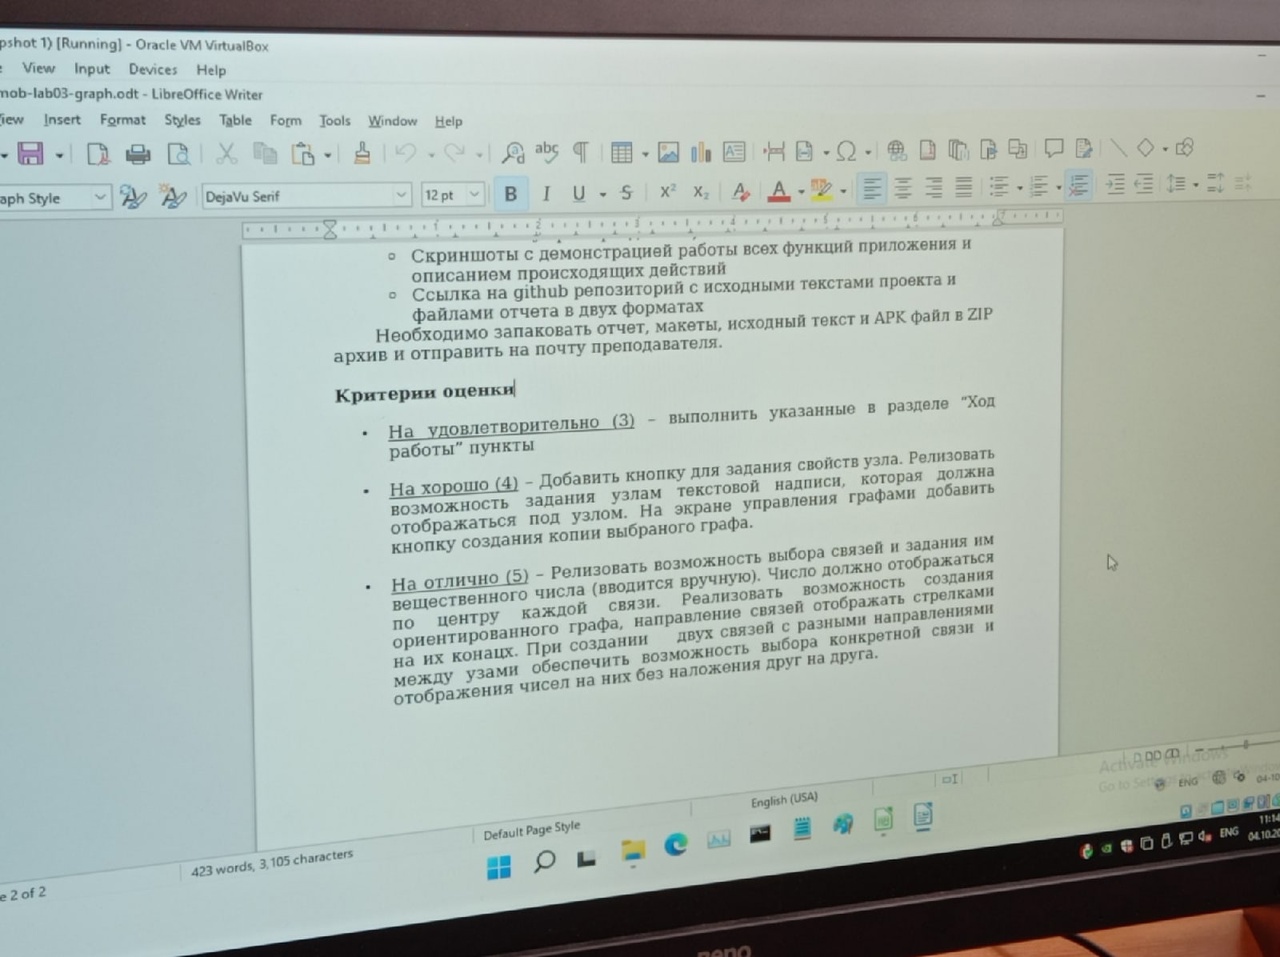 pshot 1) [Running] - Oracle VM VirtualBox
View Input Devices Help
mob-lab03-graph.odt - LibreOffice Writer
iew Insert Format Styles Table Form Tools Window Help
aph Style DejaVu Serif 12 pt B I U S X² X₂
Скриншоты с демонстрацией работы всех функций приложения и
описанием происходящих действий
Ссылка на github репозиторий с исходными текстами проекта и
файлами отчета в двух форматах
Необходимо запаковать отчет, макеты, исходный текст и APK файл в ZIP
архив и отправить на почту преподавателя.
Критерии оценки
На удовлетворительно (3) – выполнить указанные в разделе “Ход
работы” пункты
На хорошо (4) – Добавить кнопку для задания свойств узла. Релизовать
возможность задания узлам текстовой надписи, которая должна
отображаться под узлом. На экране управления графами добавить
кнопку создания копии выбраного графа.
На отлично (5) – Релизовать возможность выбора связей и задания им
вещественного числа (вводится вручную). Число должно отображаться
по центру каждой связи. Реализовать возможность создания
ориентированного графа, направление связей отображать стрелками
на их конацх. При создании двух связей с разными направлениями
между узами обеспечить возможность выбора конкретной связи и
отображения чисел на них без наложения друг на друга.
Activate Windows
ENG 04-10
e 2 of 2 423 words, 3,105 characters Default Page Style English (USA)
11:14
ENG 04.10.20